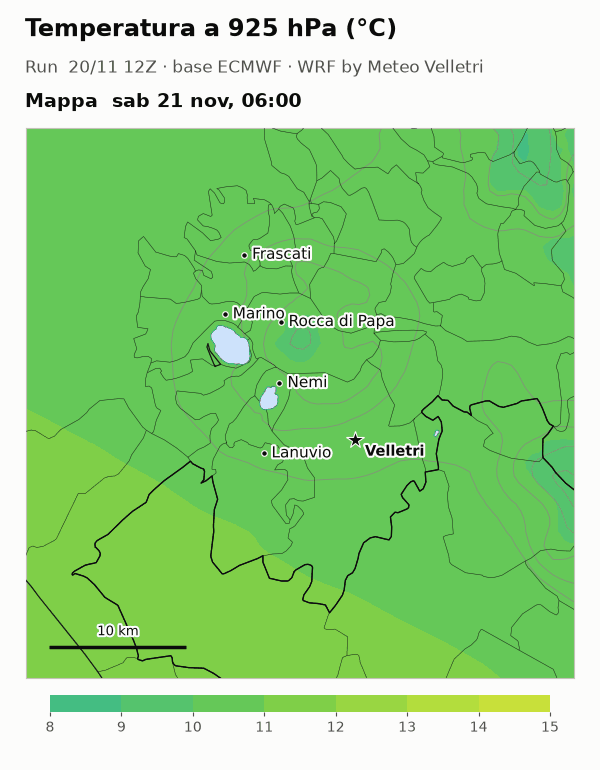 Temperatura a 925 hPa (°C)
Run  20/11 12Z · base ECMWF · WRF by Meteo Velletri
Mappa  sab 21 nov, 06:00
Frascati
Marino
Rocca di Papa
Nemi
Lanuvio
Velletri
10 km
8 9 10 11 12 13 14 15